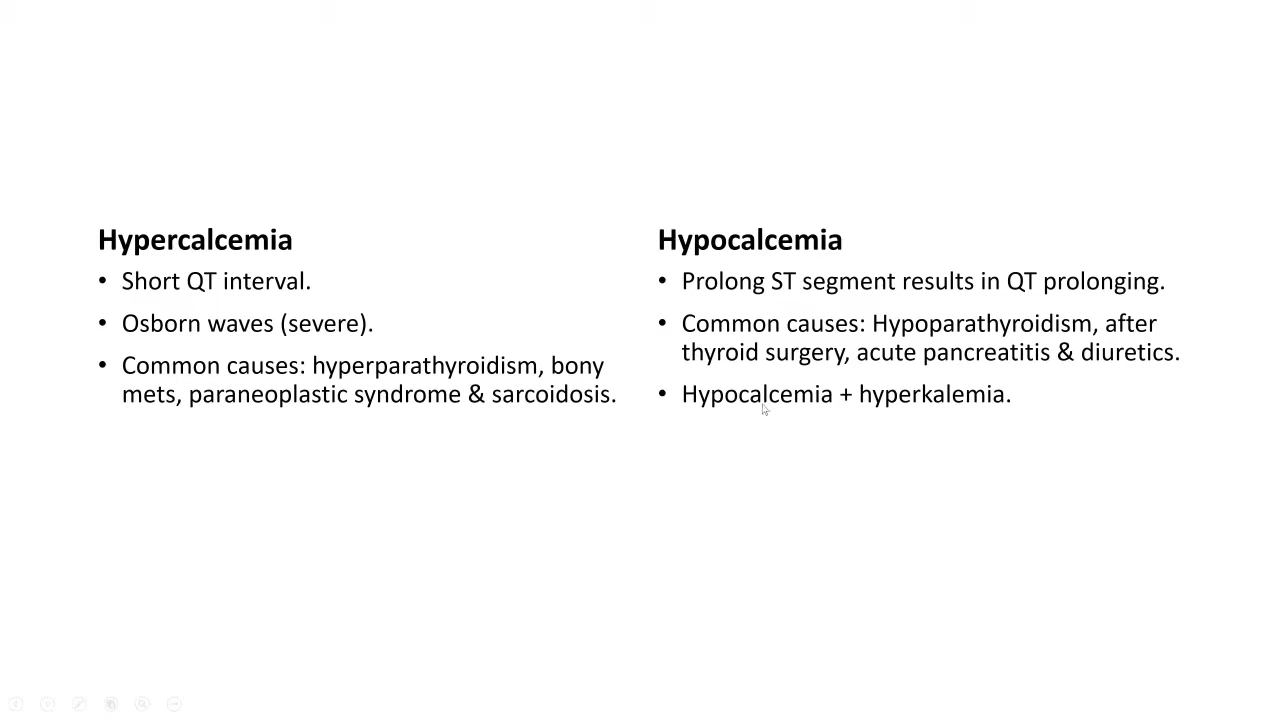 Hypercalcemia
• Short QT interval.
• Osborn waves (severe).
• Common causes: hyperparathyroidism, bony
mets, paraneoplastic syndrome & sarcoidosis.
Hypocalcemia
• Prolong ST segment results in QT prolonging.
• Common causes: Hypoparathyroidism, after
thyroid surgery, acute pancreatitis & diuretics.
• Hypocalcemia + hyperkalemia.